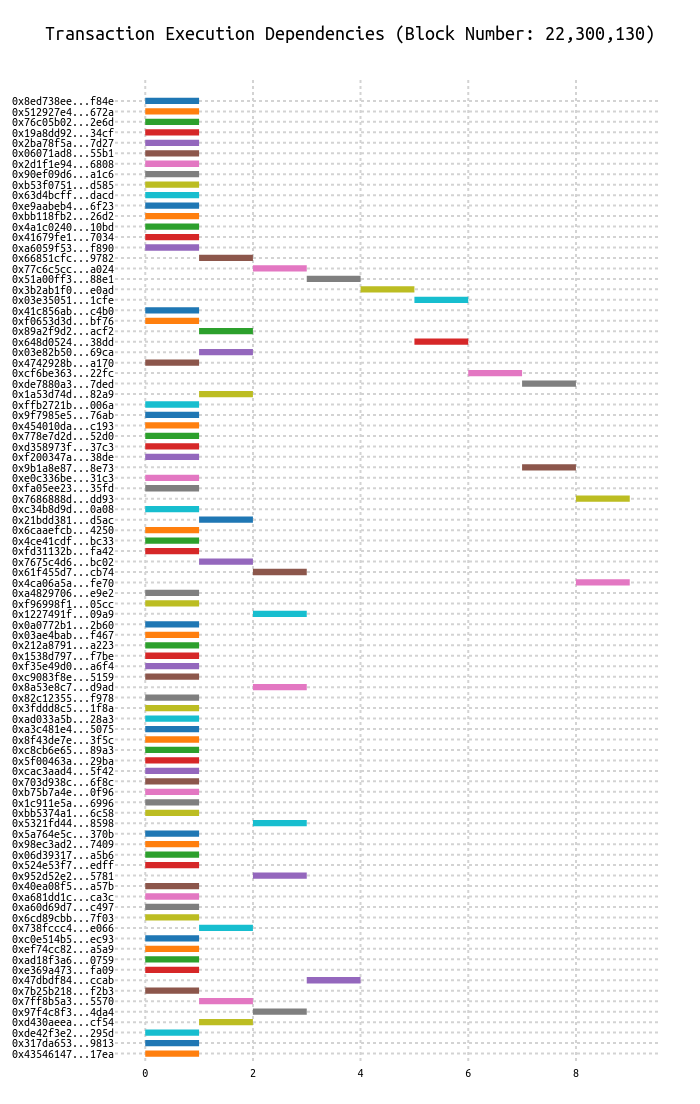 Transaction Execution Dependencies (Block Number: 22,300,130)
0x8ed738ee...f84e
0x512927e4...672a
0x76c05b02...2e6d
0x19a8dd92...34cf
0x2ba78f5a...7d27
0x06071ad8...55b1
0x2d1f1e94...6808
0x90ef09d6...a1c6
0xb53f0751...d585
0x63d4bcff...dacd
0xe9aabeb4...6f23
0xbb118fb2...26d2
0x4a1c0240...10bd
0x41679fe1...7034
0xa6059f53...f890
0x66851cfc...9782
0x77c6c5cc...a024
0x51a00ff3...88e1
0x3b2ab1f0...e0ad
0x03e35051...1cfe
0x41c856ab...c4b0
0xf0653d3d...bf76
0x89a2f9d2...acf2
0x648d0524...38dd
0x03e82b50...69ca
0x4742928b...a170
0xcf6be363...22fc
0xde7880a3...7ded
0x1a53d74d...82a9
0xffb2721b...006a
0x9f7985e5...76ab
0x454010da...c193
0x778e7d2d...52d0
0xd358973f...37c3
0xf200347a...38de
0x9b1a8e87...8e73
0xe0c336be...31c3
0xfa05ee23...35fd
0x7686888d...dd93
0xc34b8d9d...0a08
0x21bdd381...d5ac
0x6caaefcb...4250
0x4ce41cdf...bc33
0xfd31132b...fa42
0x7675c4d6...bc02
0x61f455d7...cb74
0x4ca06a5a...fe70
0xa4829706...e9e2
0xf96998f1...05cc
0x1227491f...09a9
0x0a0772b1...2b60
0x03ae4bab...f467
0x212a8791...a223
0x1538d797...f7be
0xf35e49d0...a6f4
0xc9083f8e...5159
0x8a53e8c7...d9ad
0x82c12355...f978
0x3fddd8c5...1f8a
0xad033a5b...28a3
0xa3c481e4...5075
0x8f43de7e...3f5c
0xc8cb6e65...89a3
0x5f00463a...29ba
0xcac3aad4...5f42
0x703d938c...6f8c
0xb75b7a4e...0f96
0x1c911e5a...6996
0xbb5374a1...6c58
0x5321fd44...8598
0x5a764e5c...370b
0x98ec3ad2...7409
0x06d39317...a5b6
0x524e53f7...edff
0x952d52e2...5781
0x40ea08f5...a57b
0xa681dd1c...ca3c
0xa60d69d7...c497
0x6cd89cbb...7f03
0x738fccc4...e066
0xc0e514b5...ec93
0xef74cc82...a5a9
0xad18f3a6...0759
0xe369a473...fa09
0x47dbdf84...ccab
0x7b25b218...f2b3
0x7ff8b5a3...5570
0x97f4c8f3...4da4
0xd430aeea...cf54
0xde42f3e2...295d
0x317da653...9813
0x43546147...17ea
0 2 4 6 8